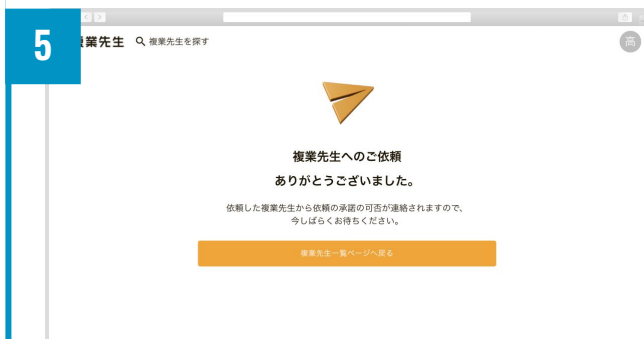 5
業先生
複業先生を探す
高
複業先生へのご依頼
ありがとうございました。
依頼した複業先生から依頼の承諾の可否が連絡されますので、
今しばらくお待ちください。
複業先生一覧ページへ戻る